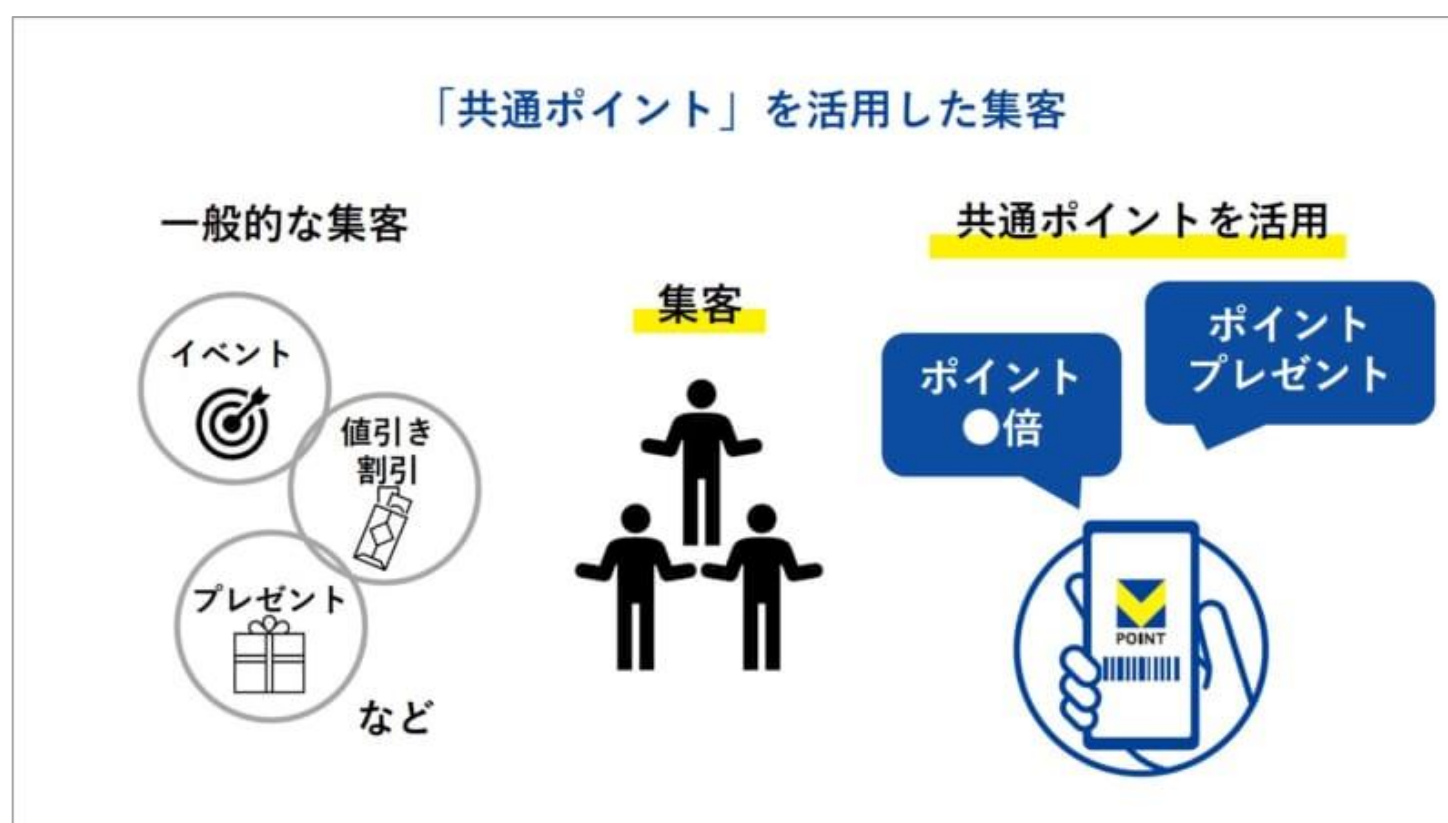 「共通ポイント」を活用した集客
一般的な集客
イベント
値引き
割引
プレゼント
など
集客
共通ポイントを活用
ポイント
●倍
ポイント
プレゼント
POINT